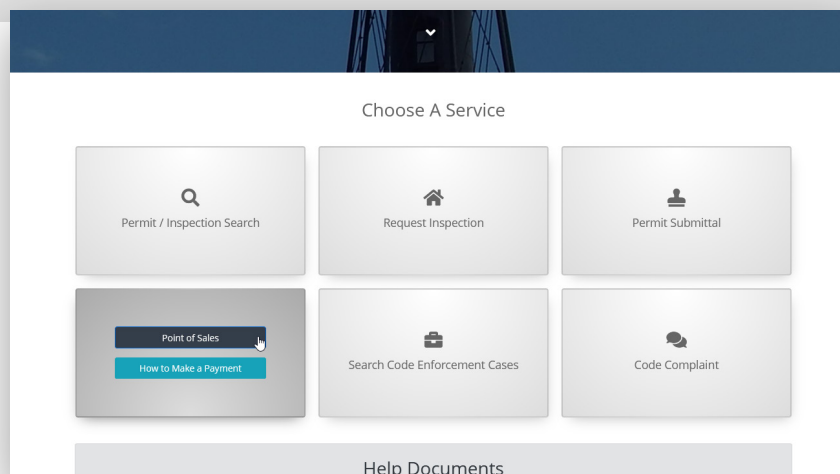 Choose A Service
Permit / Inspection Search
Request Inspection
Permit Submittal
Point of Sales
How to Make a Payment
Search Code Enforcement Cases
Code Complaint
Help Documents